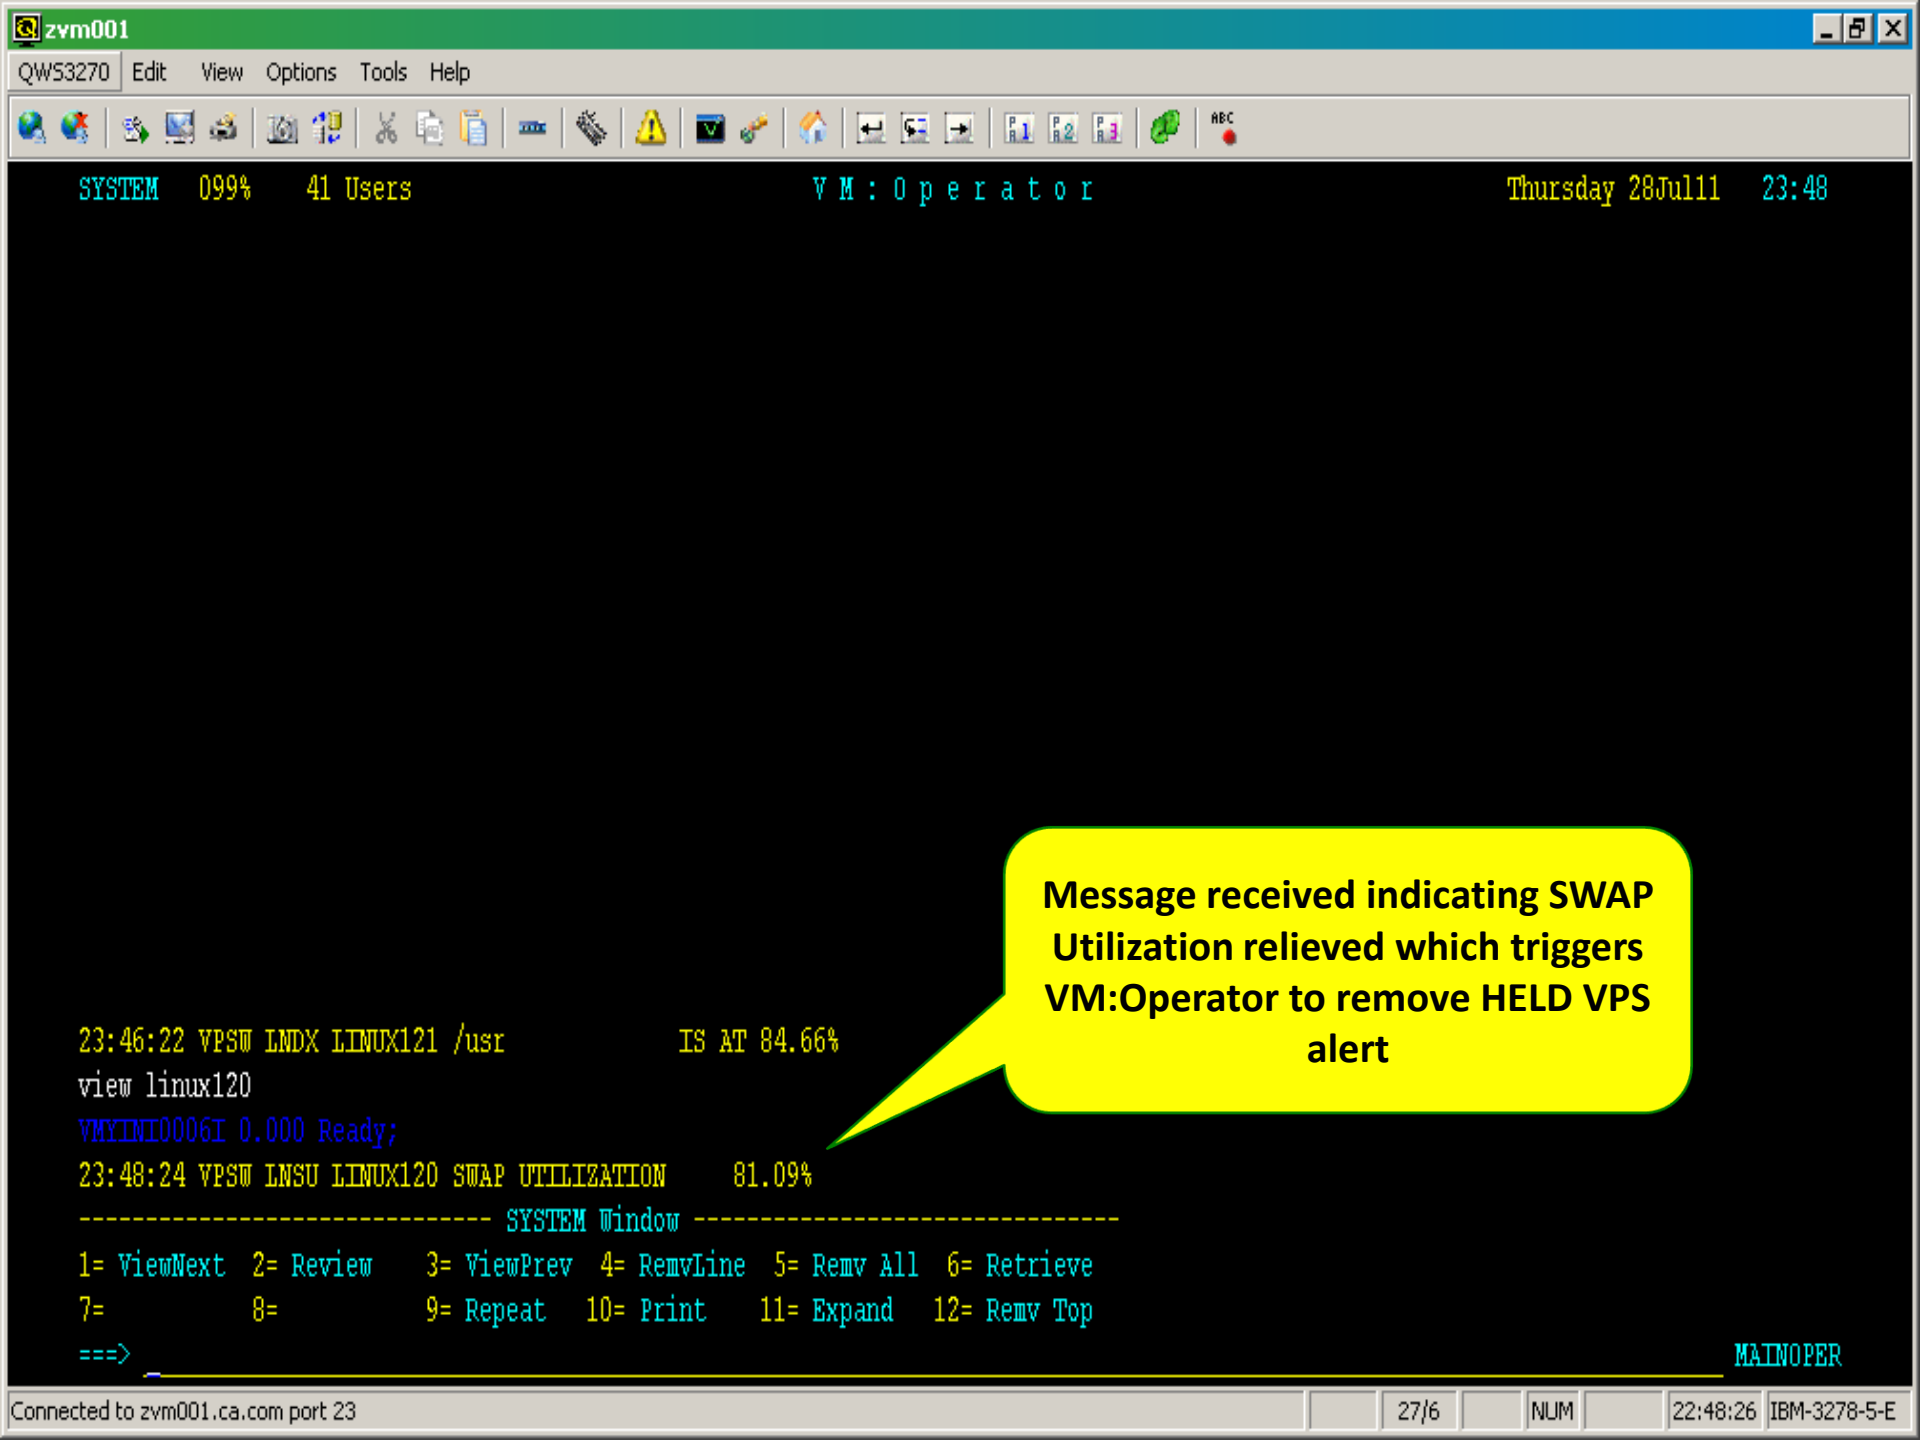 zvm001
QWS3270 Edit View Options Tools Help
ABC
SYSTEM 099% 41 Users V M : O p e r a t o r Thursday 28Jul11 23:48
Message received indicating SWAP
Utilization relieved which triggers
VM:Operator to remove HELD VPS
alert
23:46:22 VPSW LNDX LINUX121 /usr IS AT 84.66%
view linux120
VMYINI0006I 0.000 Ready;
23:48:24 VPSW LNSU LINUX120 SWAP UTILIZATION 81.09%
------------------------------- SYSTEM Window --------------------------------
1= ViewNext 2= Review 3= ViewPrev 4= RemvLine 5= Remv All 6= Retrieve
7= 8= 9= Repeat 10= Print 11= Expand 12= Remv Top
===> MAINOPER
Connected to zvm001.ca.com port 23 27/6 NUM 22:48:26 IBM-3278-5-E